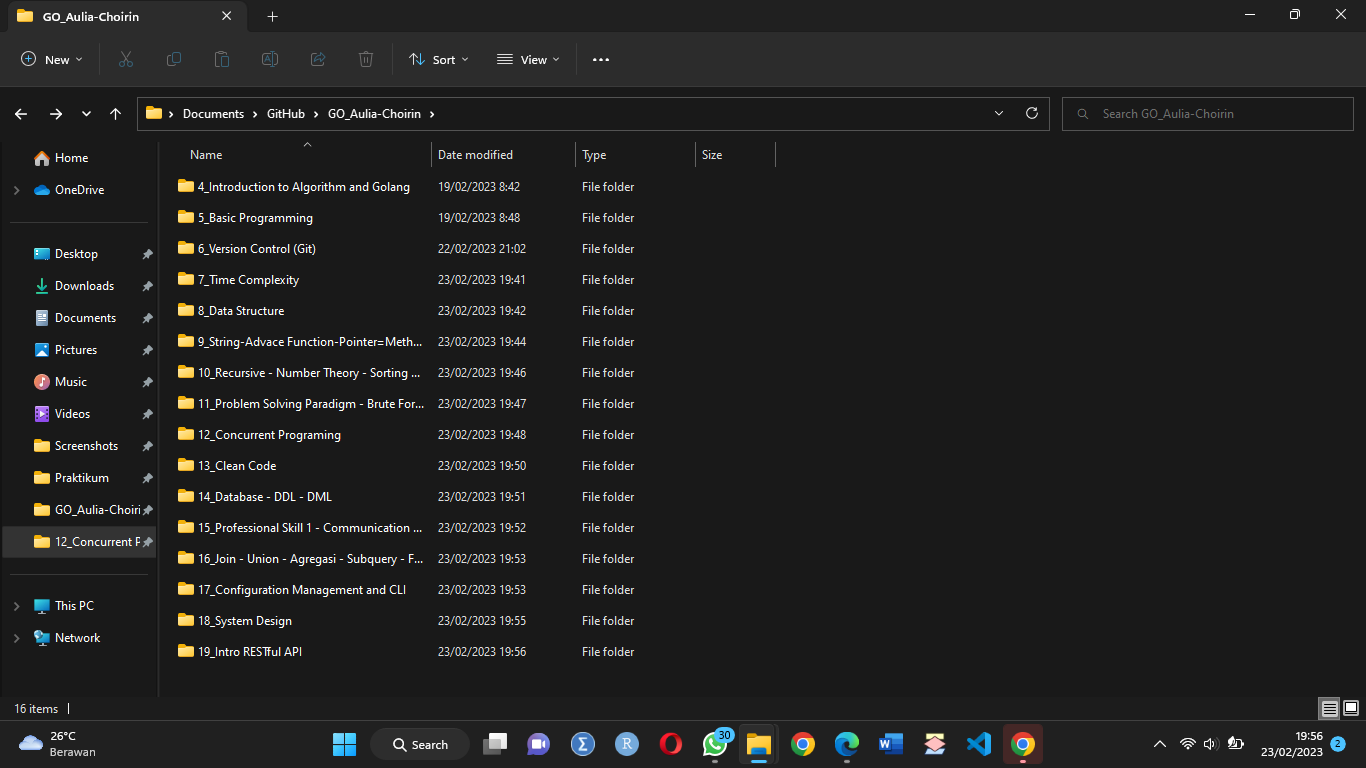 GO_Aulia-Choirin
New
Sort
View
Documents
GitHub
GO_Aulia-Choirin
Search GO_Aulia-Choirin
Home
OneDrive
Desktop
Downloads
Documents
Pictures
Music
Videos
Screenshots
Praktikum
GO_Aulia-Choiri
12_Concurrent P
This PC
Network
Name Date modified Type Size
4_Introduction to Algorithm and Golang 19/02/2023 8:42 File folder
5_Basic Programming 19/02/2023 8:48 File folder
6_Version Control (Git) 22/02/2023 21:02 File folder
7_Time Complexity 23/02/2023 19:41 File folder
8_Data Structure 23/02/2023 19:42 File folder
9_String-Advace Function-Pointer=Meth... 23/02/2023 19:44 File folder
10_Recursive - Number Theory - Sorting ... 23/02/2023 19:46 File folder
11_Problem Solving Paradigm - Brute For... 23/02/2023 19:47 File folder
12_Concurrent Programing 23/02/2023 19:48 File folder
13_Clean Code 23/02/2023 19:50 File folder
14_Database - DDL - DML 23/02/2023 19:51 File folder
15_Professional Skill 1 - Communication ... 23/02/2023 19:52 File folder
16_Join - Union - Agregasi - Subquery - F... 23/02/2023 19:53 File folder
17_Configuration Management and CLI 23/02/2023 19:53 File folder
18_System Design 23/02/2023 19:55 File folder
19_Intro RESTful API 23/02/2023 19:56 File folder
16 items
26°C
Berawan
Search
R
30
19:56
23/02/2023
2